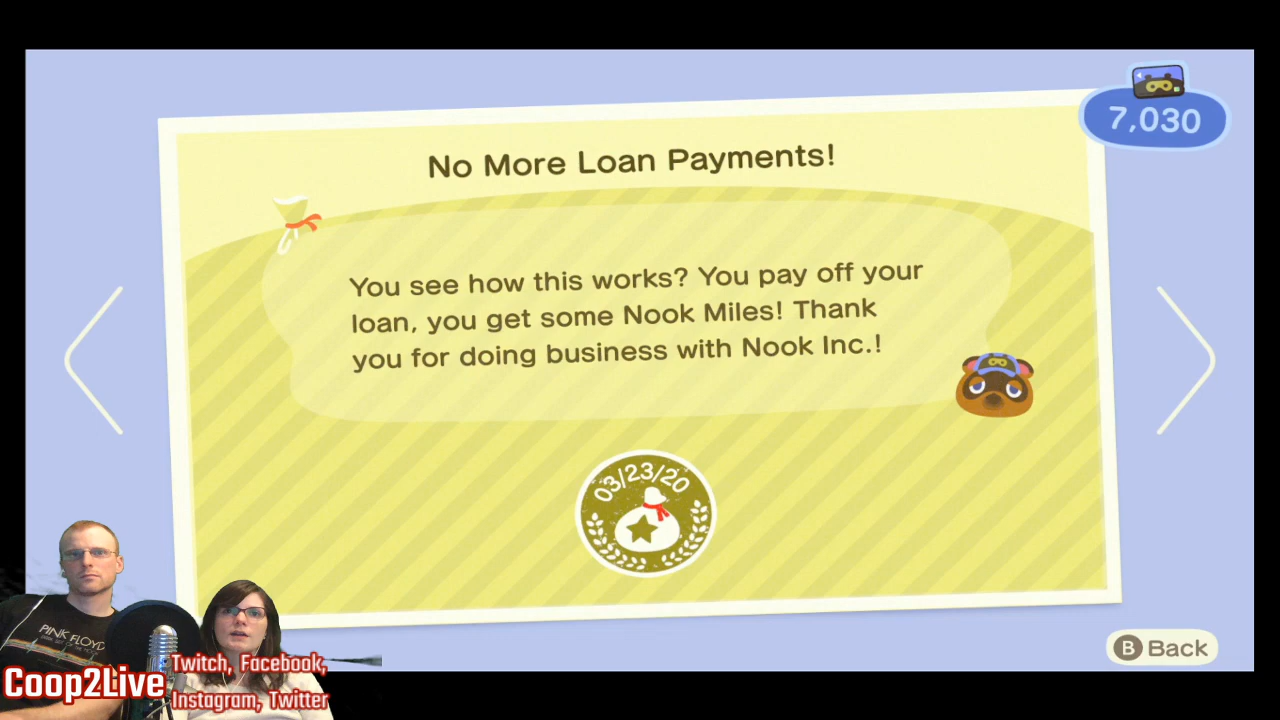 7,030
No More Loan Payments!
You see how this works? You pay off your
loan, you get some Nook Miles! Thank
you for doing business with Nook Inc.!
03/23/20
B Back
PINK FLOYD
Coop2Live
Twitch, Facebook,
Instagram, Twitter